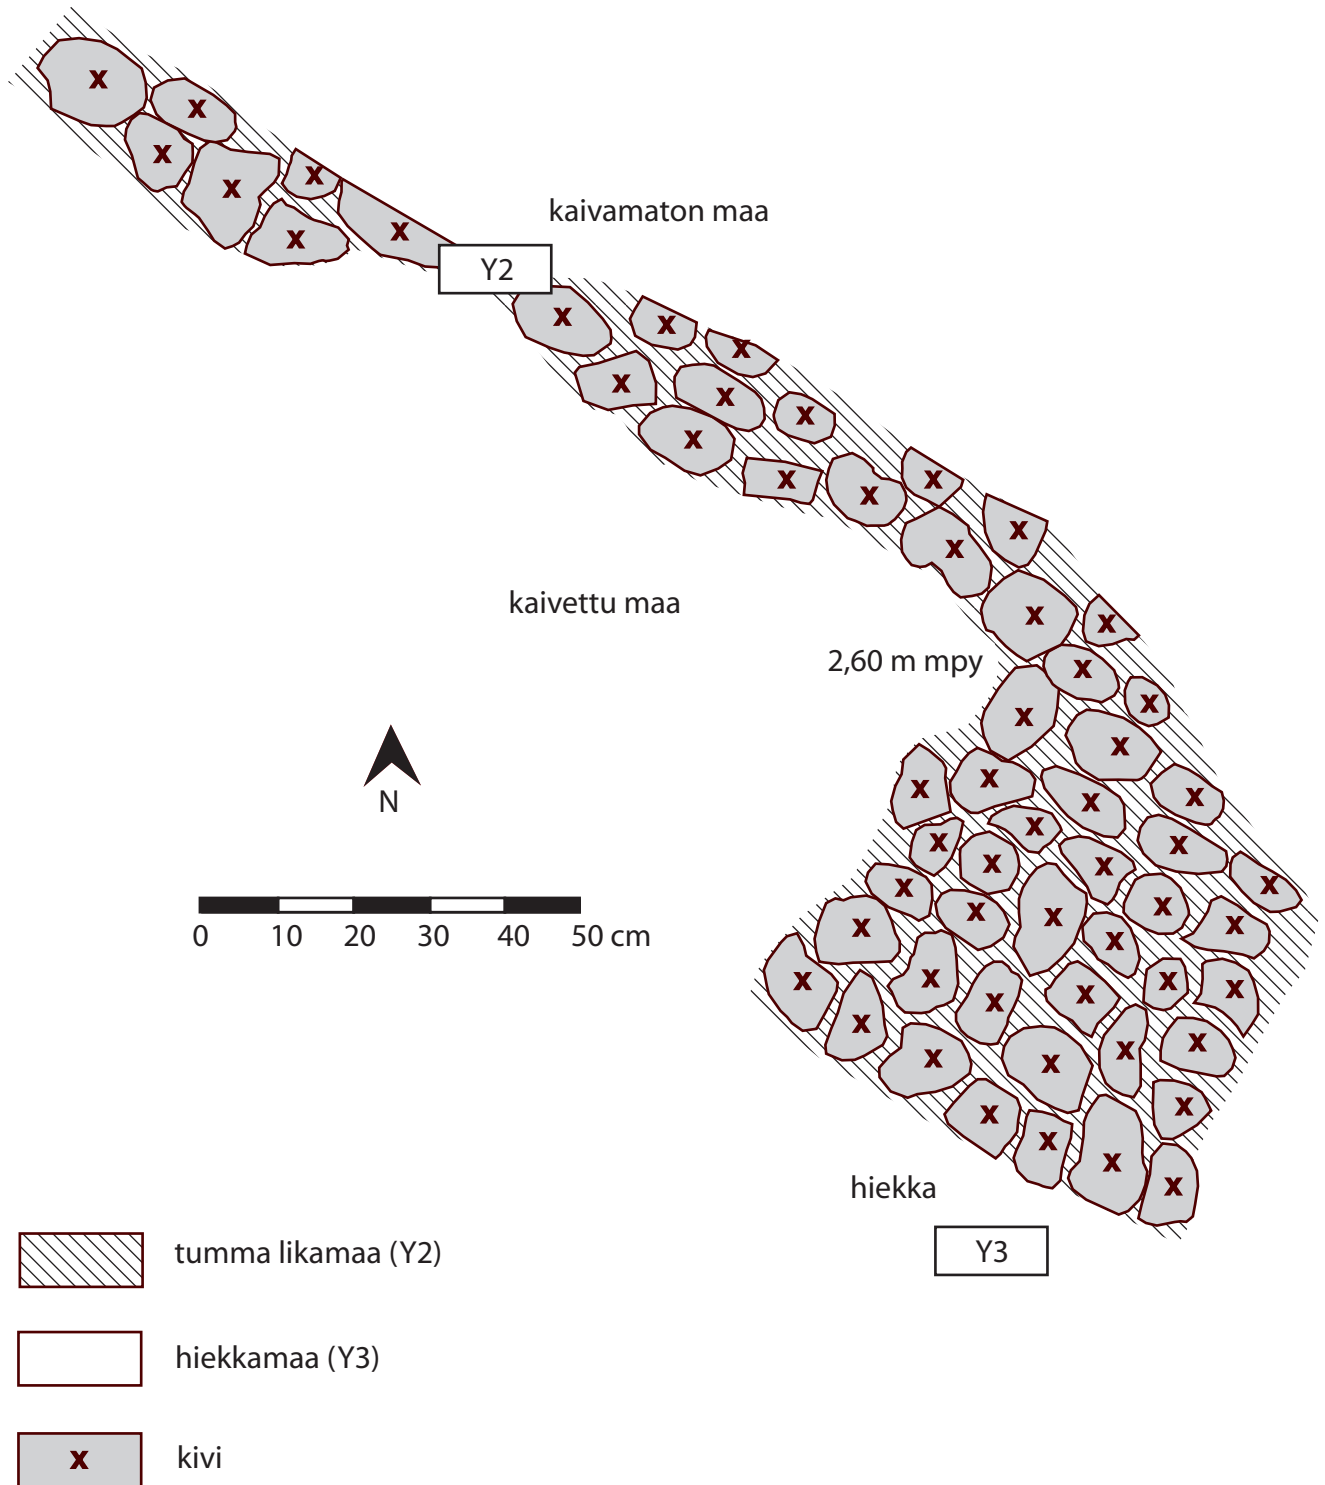 kaivamaton maa
Y2
kaivettu maa
2,60 m mpy
N
0 10 20 30 40 50 cm
hiekka
Y3
tumma likamaa (Y2)
hiekkamaa (Y3)
x kivi